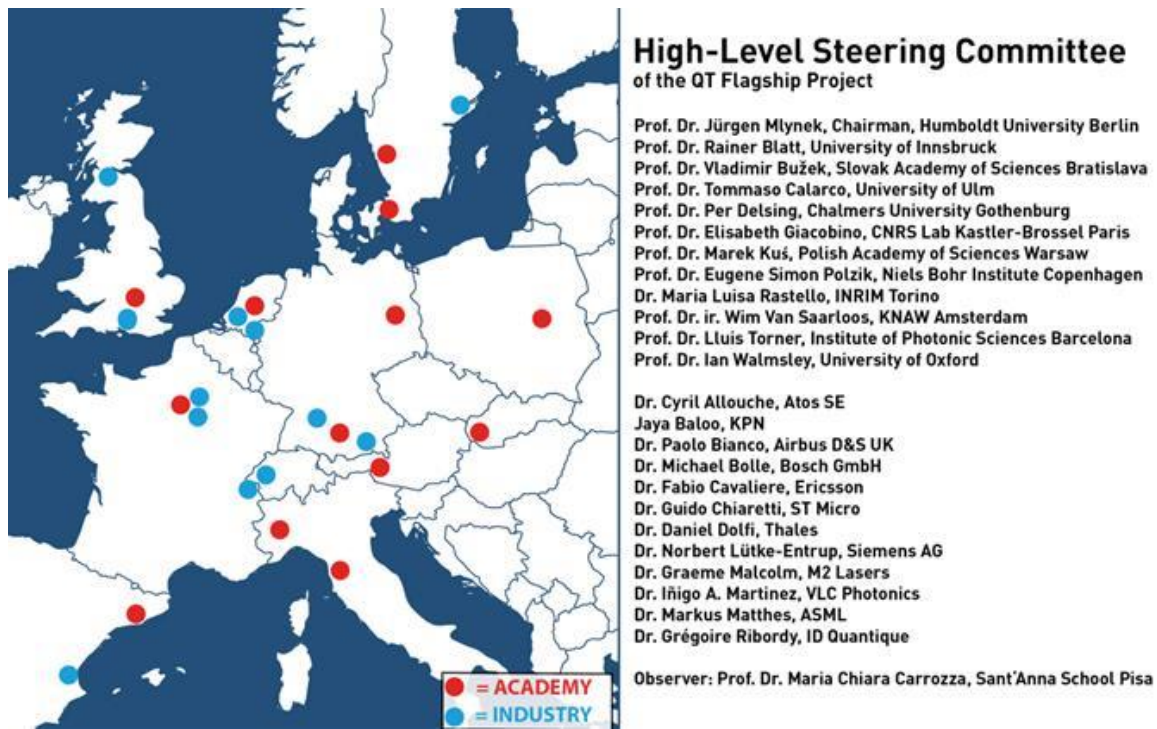 High-Level Steering Committee
of the QT Flagship Project
Prof. Dr. Jürgen Mlynek, Chairman, Humboldt University Berlin
Prof. Dr. Rainer Blatt, University of Innsbruck
Prof. Dr. Vladimir Bužek, Slovak Academy of Sciences Bratislava
Prof. Dr. Tommaso Calarco, University of Ulm
Prof. Dr. Per Delsing, Chalmers University Gothenburg
Prof. Dr. Elisabeth Giacobino, CNRS Lab Kastler-Brossel Paris
Prof. Dr. Marek Kuś, Polish Academy of Sciences Warsaw
Prof. Dr. Eugene Simon Polzik, Niels Bohr Institute Copenhagen
Dr. Maria Luisa Rastello, INRIM Torino
Prof. Dr. ir. Wim Van Saarloos, KNAW Amsterdam
Prof. Dr. Lluis Torner, Institute of Photonic Sciences Barcelona
Prof. Dr. Ian Walmsley, University of Oxford
Dr. Cyril Allouche, Atos SE
Jaya Baloo, KPN
Dr. Paolo Bianco, Airbus D&S UK
Dr. Michael Bolle, Bosch GmbH
Dr. Fabio Cavaliere, Ericsson
Dr. Guido Chiaretti, ST Micro
Dr. Daniel Dolfi, Thales
Dr. Norbert Lütke-Entrup, Siemens AG
Dr. Graeme Malcolm, M2 Lasers
Dr. Iñigo A. Martinez, VLC Photonics
Dr. Markus Matthes, ASML
Dr. Grégoire Ribordy, ID Quantique
Observer: Prof. Dr. Maria Chiara Carrozza, Sant'Anna School Pisa
= ACADEMY
= INDUSTRY